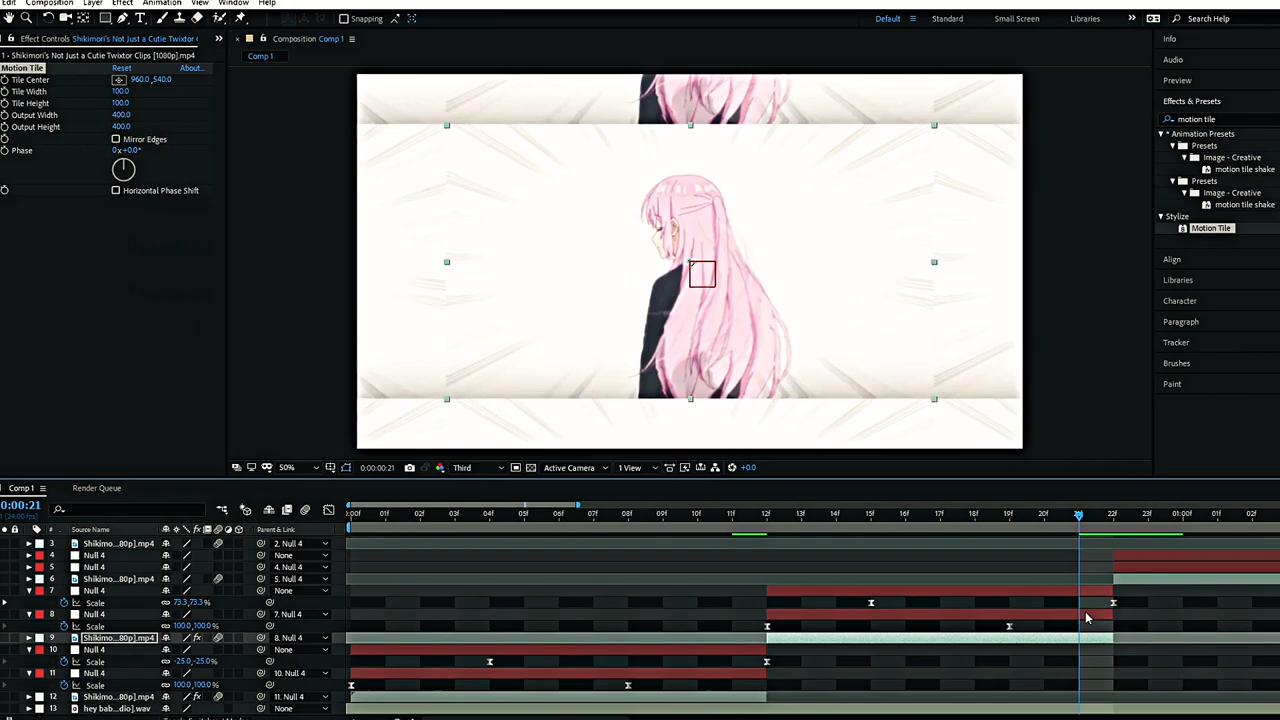 Edit Composition Layer Effect Animation View Window Help
Snapping Default Standard Small Screen Libraries Search Help
Effect Controls Shikimori's Not Just a Cutie Twixtor
Composition Comp 1
Info
1 • Shikimori's Not Just a Cutie Twixtor Clips [1080p].mp4
Comp 1
Audio
Motion Tile Reset About...
Tile Center 960.0,540.0
Preview
Tile Width 100.0
Tile Height 100.0
Effects & Presets
Output Width 400.0
motion tile
Output Height 400.0
* Animation Presets
Mirror Edges
Presets
Phase 0x+0.0°
Image - Creative
motion tile shake
Presets
Horizontal Phase Shift
Image - Creative
motion tile shake
Stylize
Motion Tile
Align
Libraries
Character
Paragraph
Tracker
Brushes
Paint
50% 0:00:00:21 Third Active Camera 1 View +0.0
Comp 1 Render Queue
0:00:21
# Source Name Parent & Link
:00f 01f 02f 03f 04f 05f 06f 07f 08f 09f 10f 11f 12f 13f 14f 15f 16f 17f 18f 19f 20f 22f 23f 01:00f 01f 02f
3 Shikimo...80p].mp4 2. Null 4
4 Null 4 None
5 Null 4 4. Null 4
6 Shikimo...80p].mp4 5. Null 4
7 Null 4 None
Scale 73.3,73.3%
8 Null 4 7. Null 4
Scale 100.0,100.0%
9 Shikimo...80p].mp4 8. Null 4
10 Null 4 None
Scale -25.0,-25.0%
11 Null 4 10. Null 4
Scale 100.0,100.0%
12 Shikimo...80p].mp4 11. Null 4
13 hey bab...dio].wav None